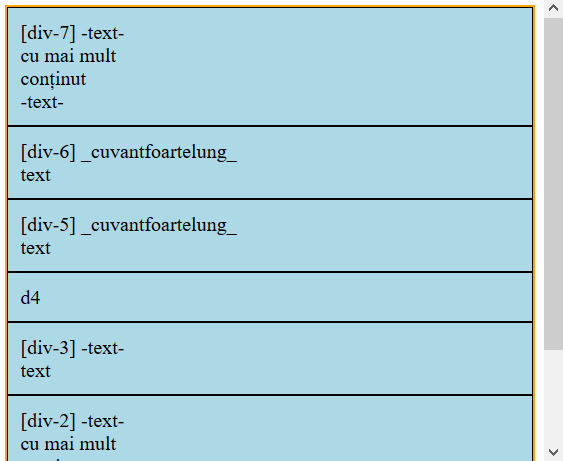 [div-7] -text-
cu mai mult
conținut
-text-
[div-6] _cuvantfoartelung_
text
[div-5] _cuvantfoartelung_
text
d4
[div-3] -text-
text
[div-2] -text-
cu mai mult